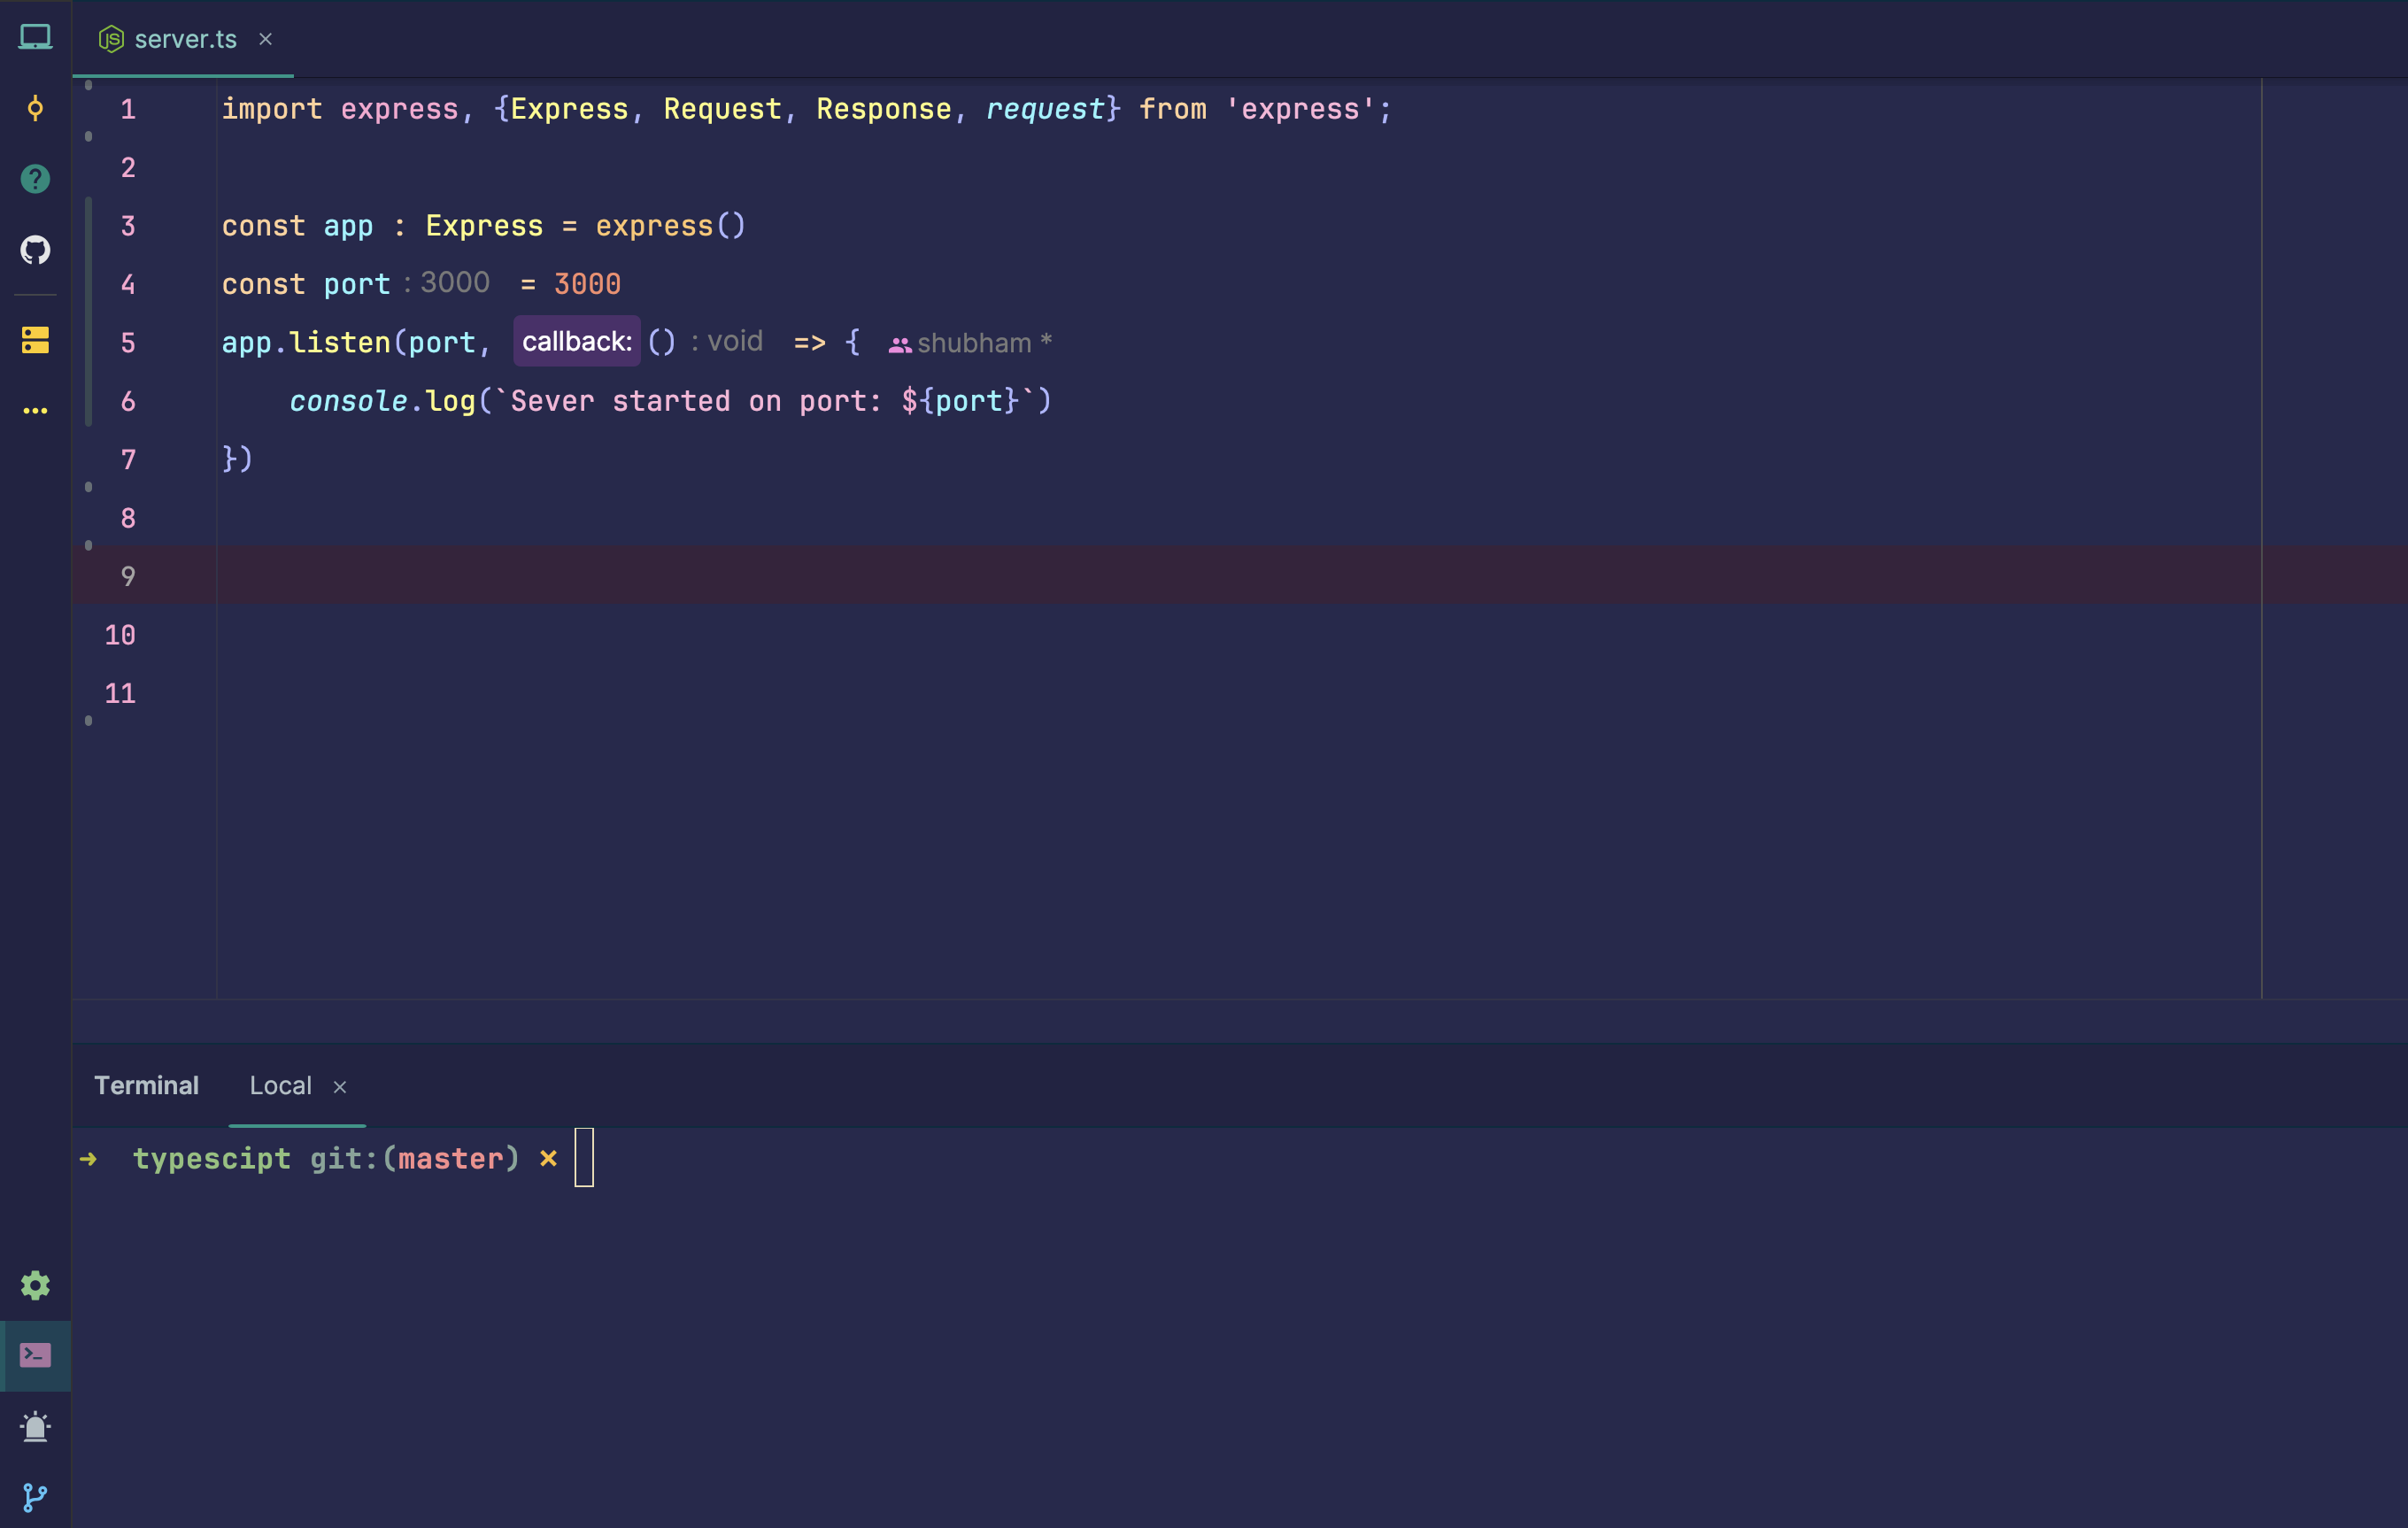 server.ts ×
1 import express, {Express, Request, Response, request} from 'express';
2
3 const app : Express = express()
4 const port : 3000 = 3000
5 app.listen(port, callback: () : void => { shubham *
6 console.log(`Sever started on port: ${port}`)
7 })
8
9
10
11
Terminal Local ×
➜ typescipt git:(master) ×